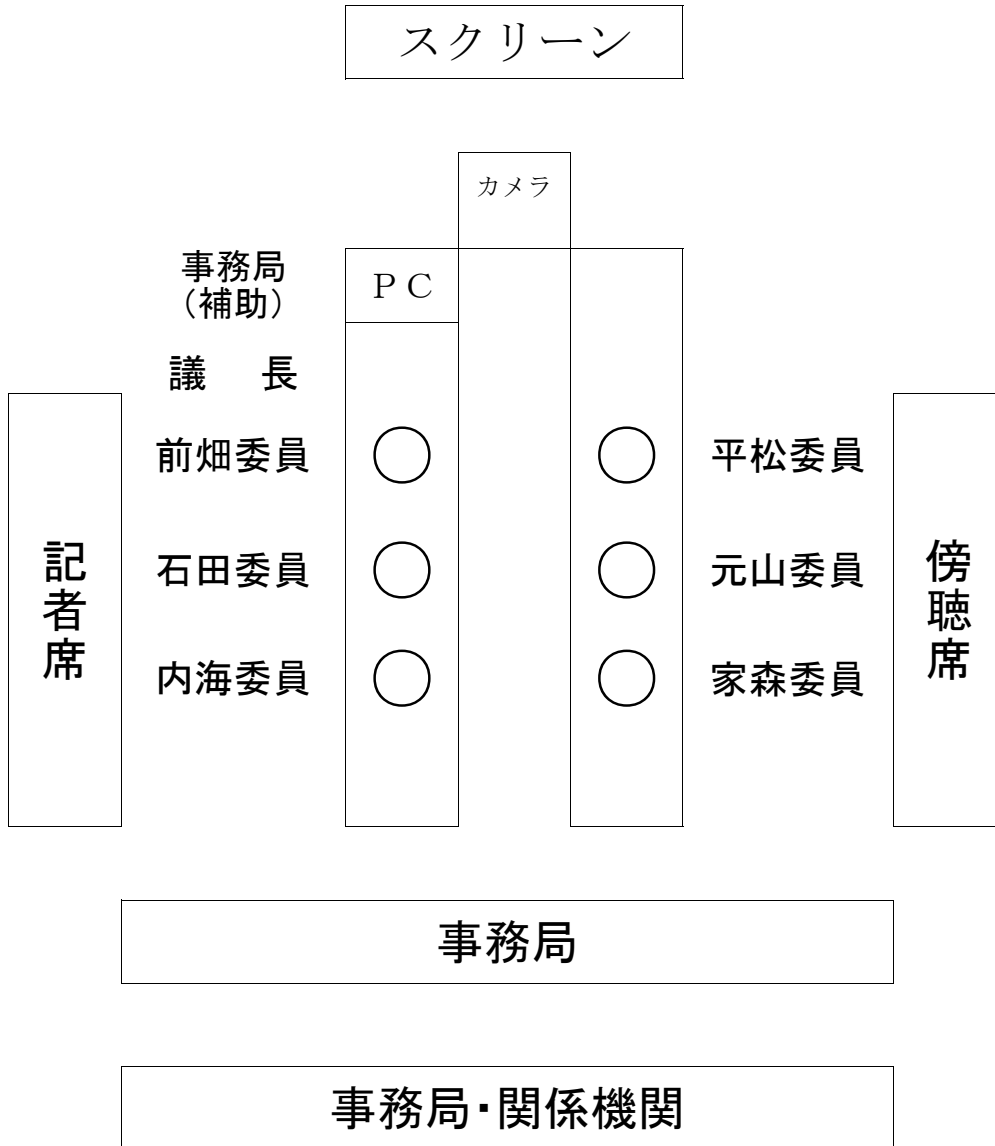 スクリーン
カメラ
事務局
（補助）
ＰＣ
議　長
前畑委員
平松委員
石田委員
元山委員
内海委員
家森委員
記者席
傍聴席
事務局
事務局・関係機関